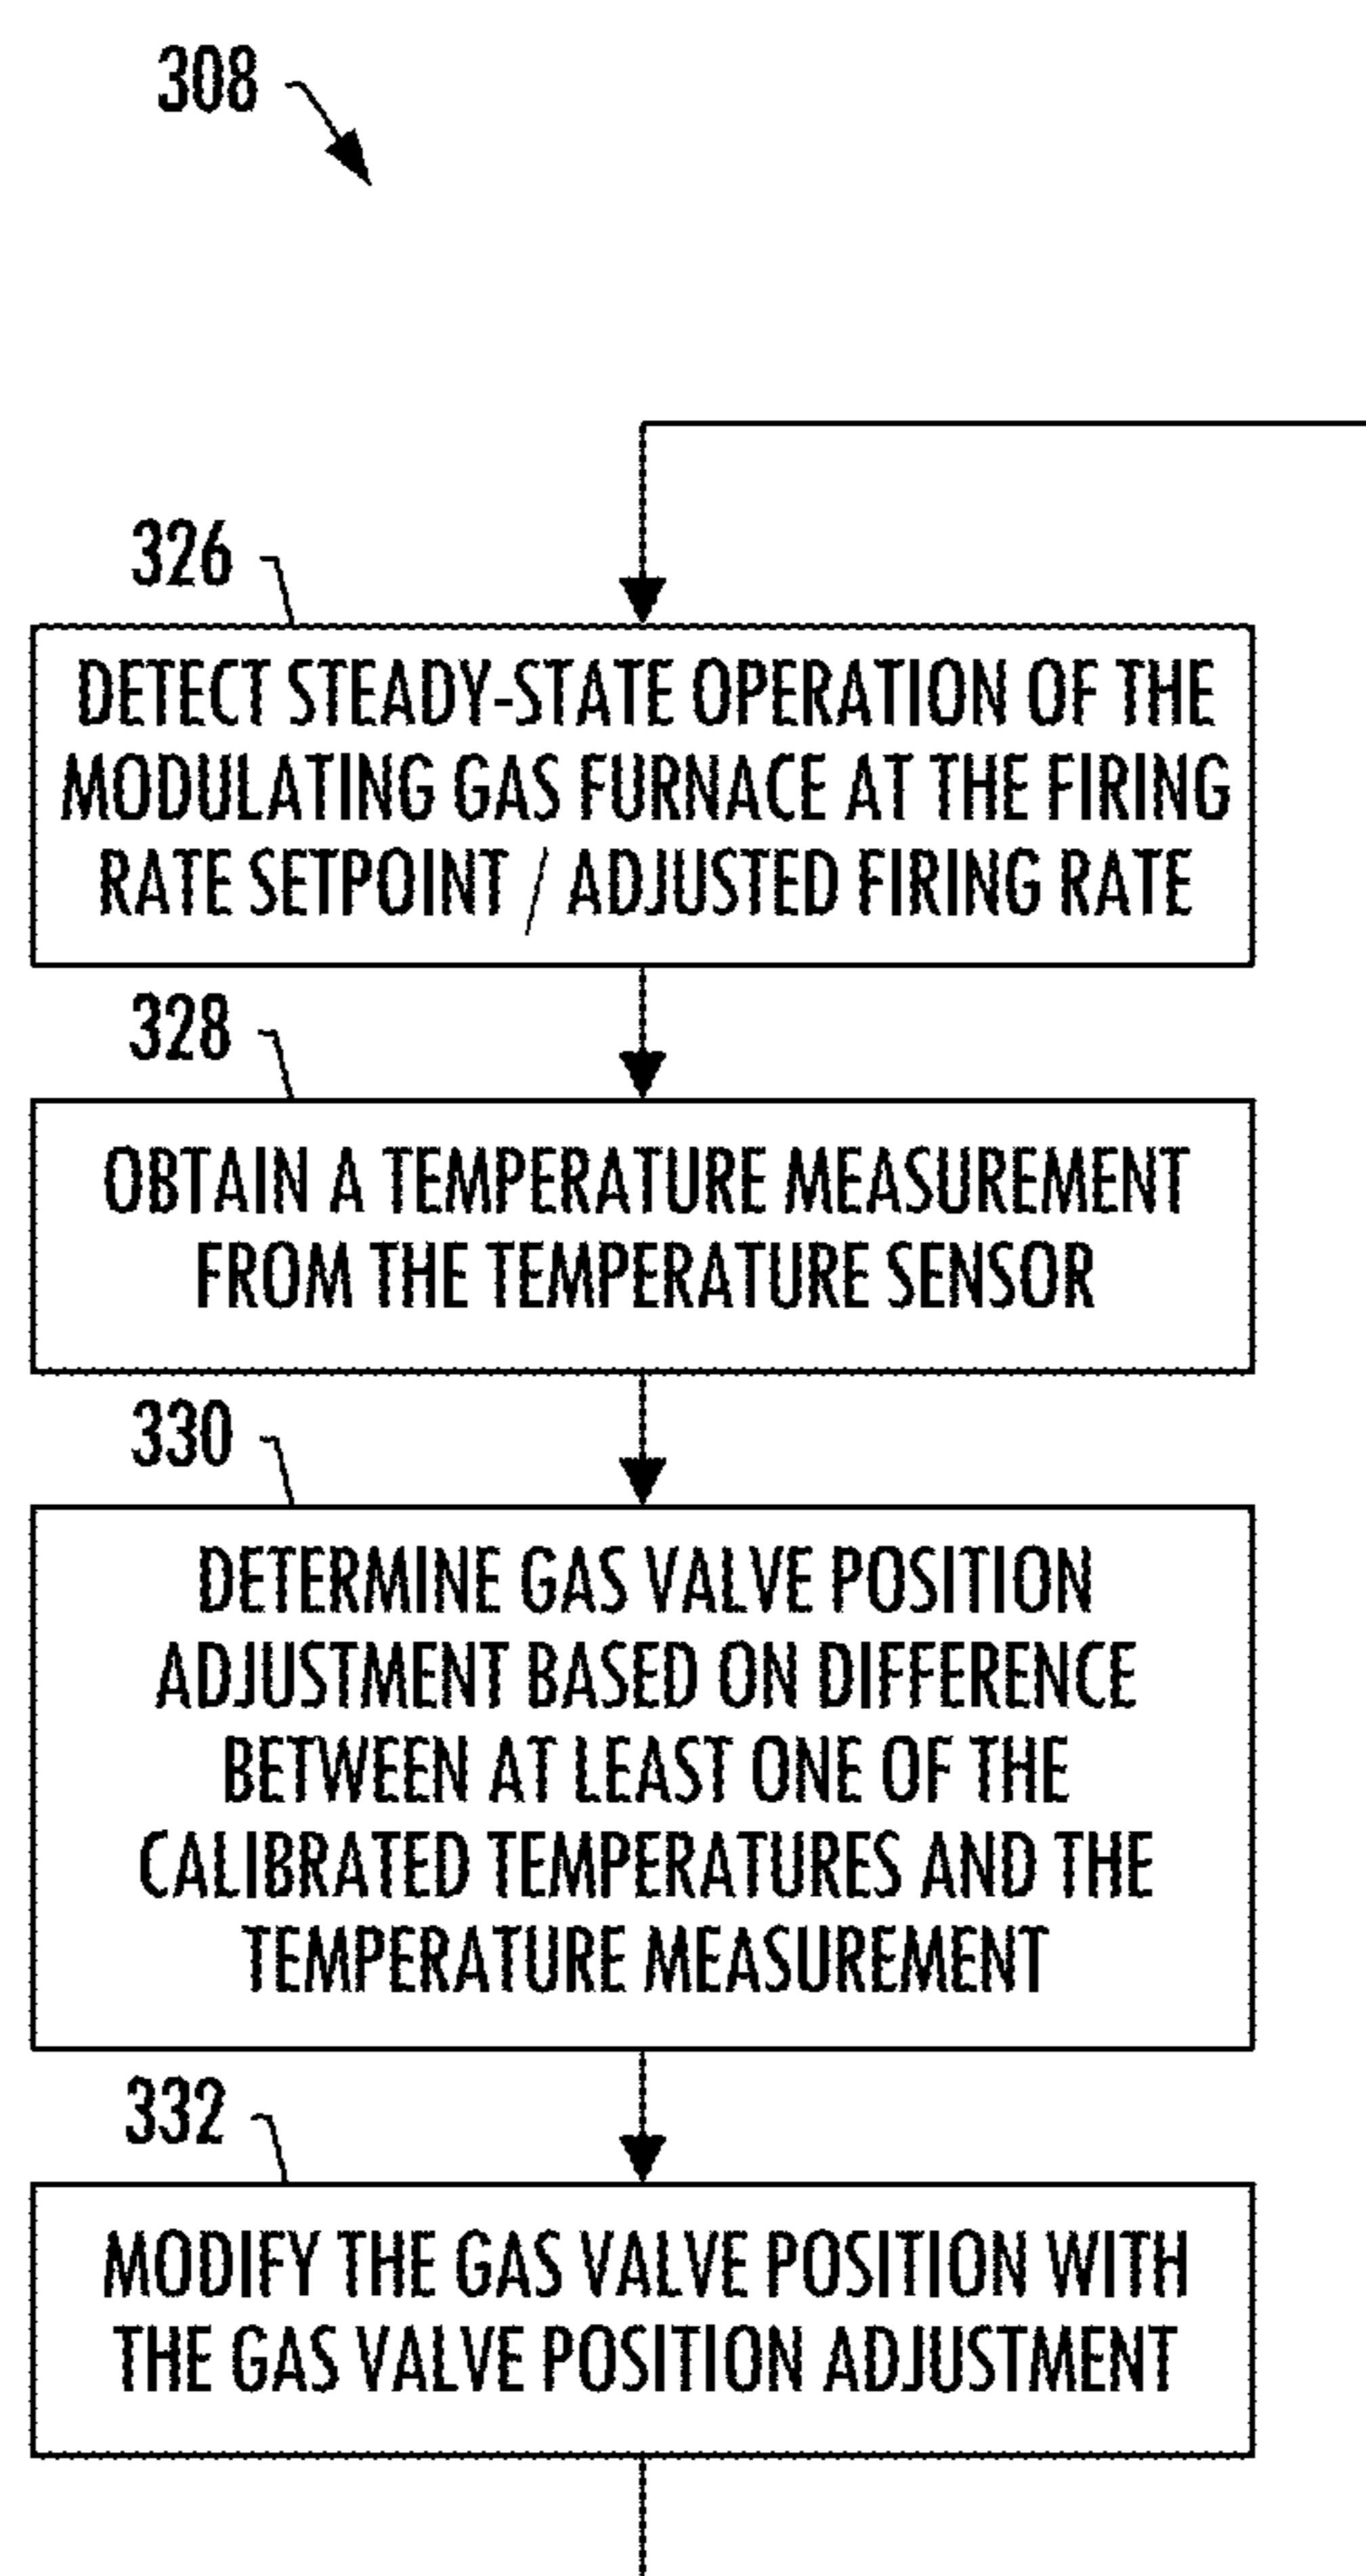 308
326
DETECT STEADY-STATE OPERATION OF THE
MODULATING GAS FURNACE AT THE FIRING
RATE SETPOINT / ADJUSTED FIRING RATE
328
OBTAIN A TEMPERATURE MEASUREMENT
FROM THE TEMPERATURE SENSOR
330
DETERMINE GAS VALVE POSITION
ADJUSTMENT BASED ON DIFFERENCE
BETWEEN AT LEAST ONE OF THE
CALIBRATED TEMPERATURES AND THE
TEMPERATURE MEASUREMENT
332
MODIFY THE GAS VALVE POSITION WITH
THE GAS VALVE POSITION ADJUSTMENT